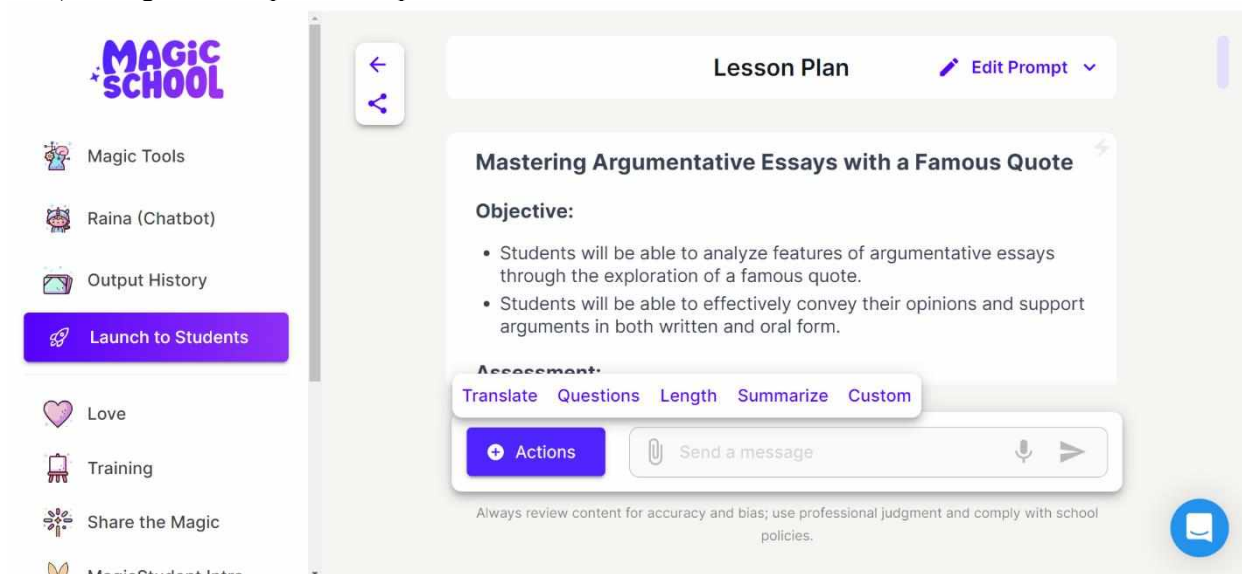 MAGiC
SCHOOL
Magic Tools
Raina (Chatbot)
Output History
Launch to Students
Love
Training
Share the Magic
MagicStudent Intro
Lesson Plan
Edit Prompt
Mastering Argumentative Essays with a Famous Quote
Objective:
• Students will be able to analyze features of argumentative essays
through the exploration of a famous quote.
• Students will be able to effectively convey their opinions and support
arguments in both written and oral form.
Assessment:
Translate Questions Length Summarize Custom
Actions
Send a message
Always review content for accuracy and bias; use professional judgment and comply with school
policies.